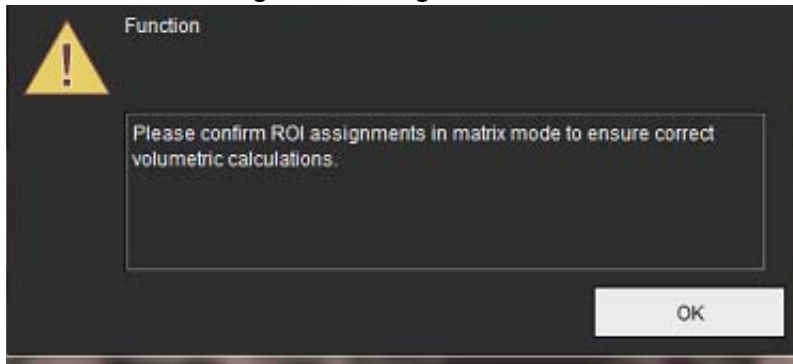 Function
Please confirm ROI assignments in matrix mode to ensure correct
volumetric calculations.
OK